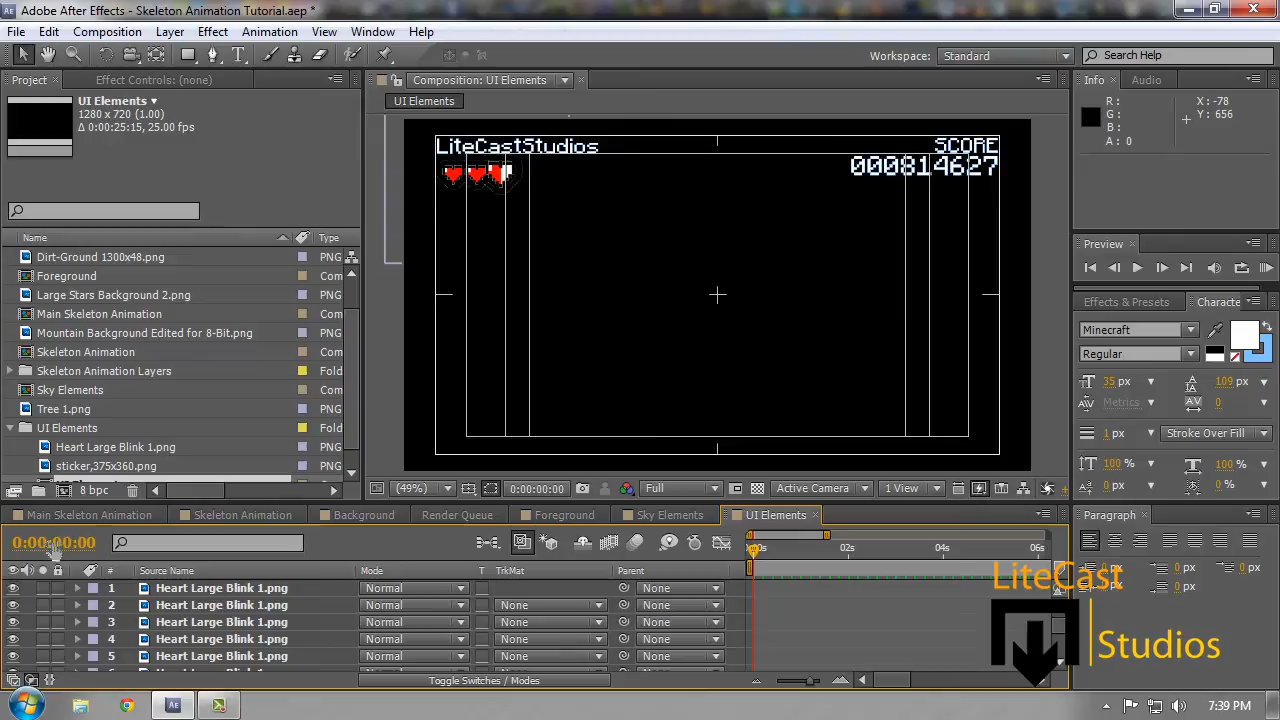 Adobe After Effects - Skeleton Animation Tutorial.aep *
File Edit Composition Layer Effect Animation View Window Help
Workspace: Standard Search Help
Project Effect Controls: (none) Composition: UI Elements Info Audio
UI Elements
1280 x 720 (1.00)
Δ 0:00:25:15, 25.00 fps
UI Elements
R: X: -78
G: Y: 656
B:
A: 0
LiteCastStudios SCORE
000814627
Name Type
Dirt-Ground 1300x48.png PNG
Foreground Com
Large Stars Background 2.png PNG
Main Skeleton Animation Com
Mountain Background Edited for 8-Bit.png PNG
Skeleton Animation Com
Skeleton Animation Layers Fold
Sky Elements Com
Tree 1.png PNG
UI Elements Fold
Heart Large Blink 1.png PNG
sticker,375x360.png PNG
8 bpc
Preview
Effects & Presets Characte
Minecraft
Regular
35 px 109 px
Metrics 0
1 px Stroke Over Fill
100 % 100 %
0 px 0 %
(49%) 0:00:00:00 Full Active Camera 1 View
Main Skeleton Animation Skeleton Animation Background Render Queue Foreground Sky Elements UI Elements
Paragraph
0 px 0 px 0 px
0 px 0 px
0:00:00:00
00s 02s 04s 06s
# Source Name Mode T TrkMat Parent
1 Heart Large Blink 1.png Normal None
2 Heart Large Blink 1.png Normal None None
3 Heart Large Blink 1.png Normal None None
4 Heart Large Blink 1.png Normal None None
5 Heart Large Blink 1.png Normal None None
Toggle Switches / Modes
LiteCast
Studios
7:39 PM